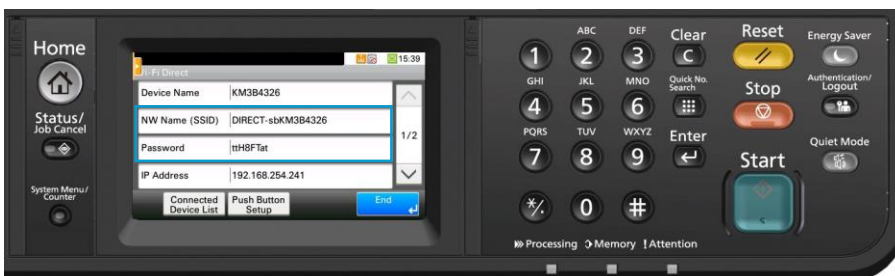 Home
Status/
Job Cancel
System Menu/
Counter
15:39
Wi-Fi Direct
Device Name KM3B4326
NW Name (SSID) DIRECT-sbKM3B4326
Password ttH8FTat
IP Address 192.168.254.241
1/2
Connected
Device List
Push Button
Setup
End
ABC DEF
1 2 3
GHI JKL MNO
4 5 6
PQRS TUV WXYZ
7 8 9
*/. 0 #
Clear
C
Quick No.
Search
Enter
Reset
Stop
Start
Energy Saver
Authentication/
Logout
Quiet Mode
Processing Memory Attention